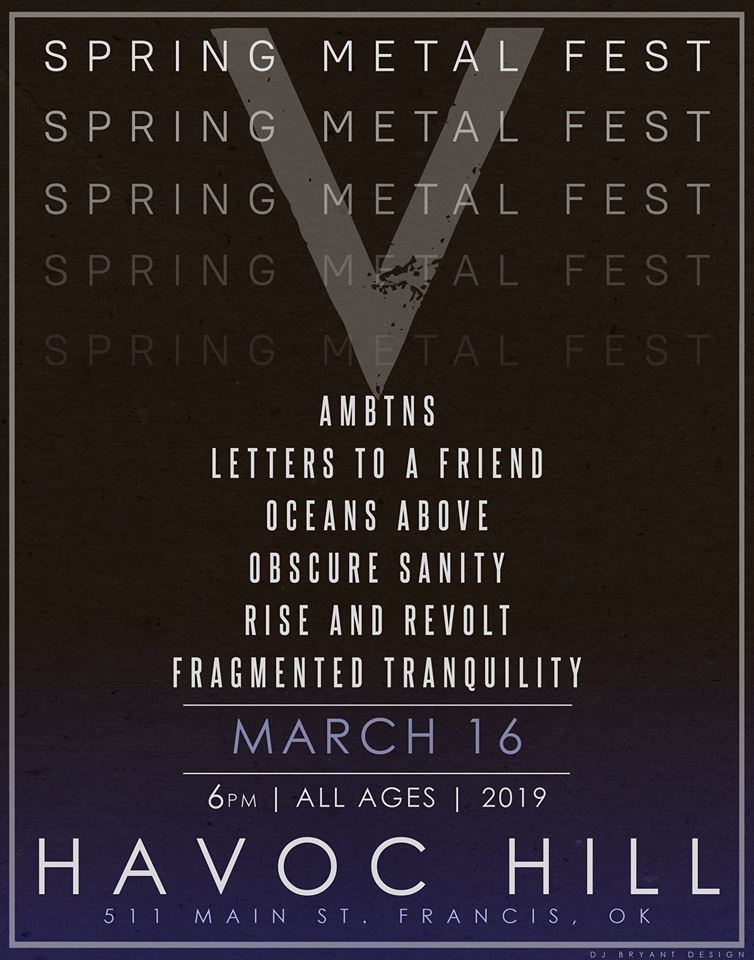 SPRING METAL FEST
SPRING METAL FEST
SPRING METAL FEST
SPRING METAL FEST
SPRING METAL FEST
V
AMBTNS
LETTERS TO A FRIEND
OCEANS ABOVE
OBSCURE SANITY
RISE AND REVOLT
FRAGMENTED TRANQUILITY
MARCH 16
6PM | ALL AGES | 2019
HAVOC HILL
511 MAIN ST. FRANCIS, OK
DJ BRYANT DESIGN